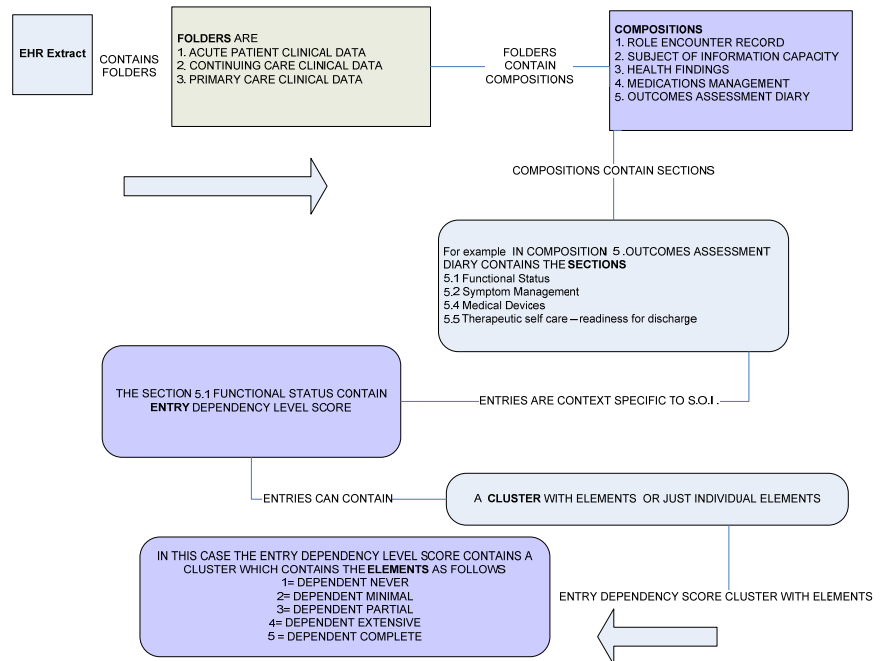 EHR Extract
CONTAINS
FOLDERS
FOLDERS ARE
1. ACUTE PATIENT CLINICAL DATA
2. CONTINUING CARE CLINICAL DATA
3. PRIMARY CARE CLINICAL DATA
FOLDERS
CONTAIN
COMPOSITIONS
COMPOSITIONS
1. ROLE ENCOUNTER RECORD
2. SUBJECT OF INFORMATION CAPACITY
3. HEALTH FINDINGS
4. MEDICATIONS MANAGEMENT
5. OUTCOMES ASSESSMENT DIARY
COMPOSITIONS CONTAIN SECTIONS
For example IN COMPOSITION 5.OUTCOMES ASSESSMENT
DIARY CONTAINS THE SECTIONS
5.1 Functional Status
5.2 Symptom Management
5.4 Medical Devices
5.5 Therapeutic self care – readiness for discharge
THE SECTION 5.1 FUNCTIONAL STATUS CONTAIN
ENTRY DEPENDENCY LEVEL SCORE
ENTRIES ARE CONTEXT SPECIFIC TO S.O.I.
ENTRIES CAN CONTAIN
A CLUSTER WITH ELEMENTS OR JUST INDIVIDUAL ELEMENTS
IN THIS CASE THE ENTRY DEPENDENCY LEVEL SCORE CONTAINS A
CLUSTER WHICH CONTAINS THE ELEMENTS AS FOLLOWS
1= DEPENDENT NEVER
2= DEPENDENT MINIMAL
3= DEPENDENT PARTIAL
4= DEPENDENT EXTENSIVE
5 = DEPENDENT COMPLETE
ENTRY DEPENDENCY SCORE CLUSTER WITH ELEMENTS